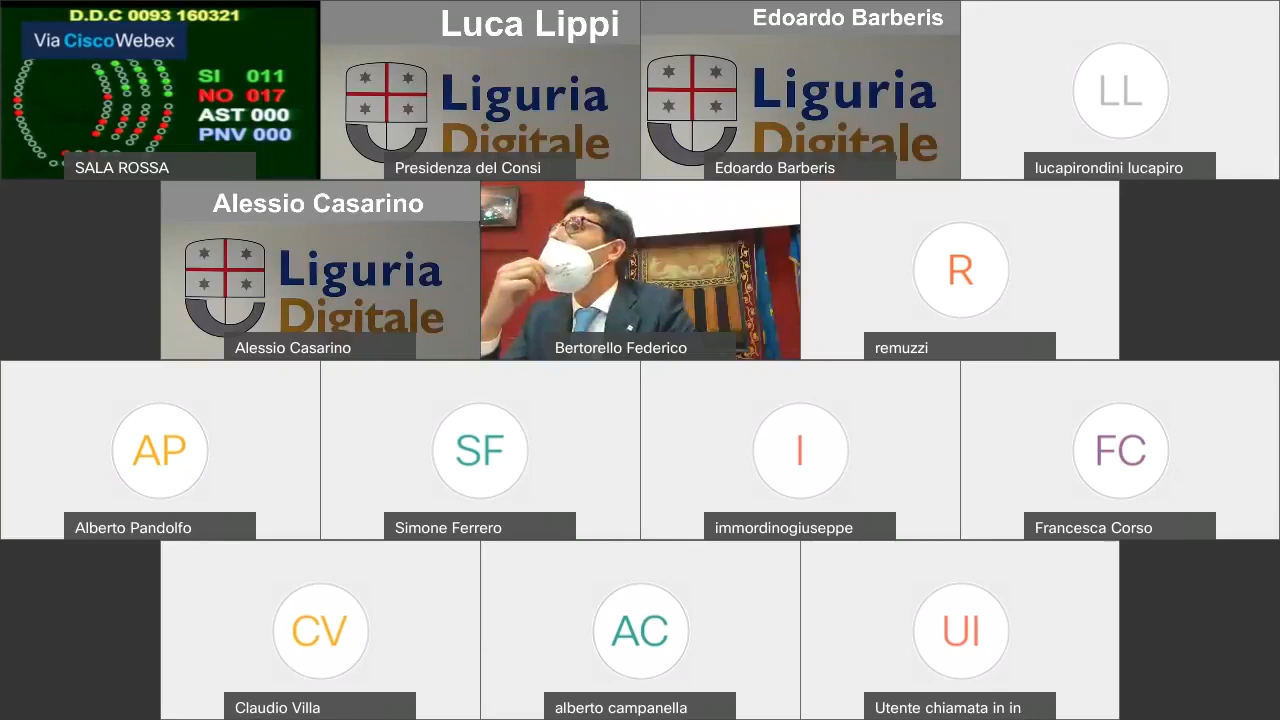 D.D.C 0093 160321
Via Cisco Webex
SI 011
NO 017
AST 000
PNV 000
SALA ROSSA
Luca Lippi
Liguria
Digitale
Presidenza del Consi
Edoardo Barberis
Liguria
Digitale
Edoardo Barberis
LL
lucapirondini lucapiro
Alessio Casarino
Liguria
Digitale
Alessio Casarino
Bertorello Federico
R
remuzzi
AP
Alberto Pandolfo
SF
Simone Ferrero
I
immordinogiuseppe
FC
Francesca Corso
CV
Claudio Villa
AC
alberto campanella
UI
Utente chiamata in in